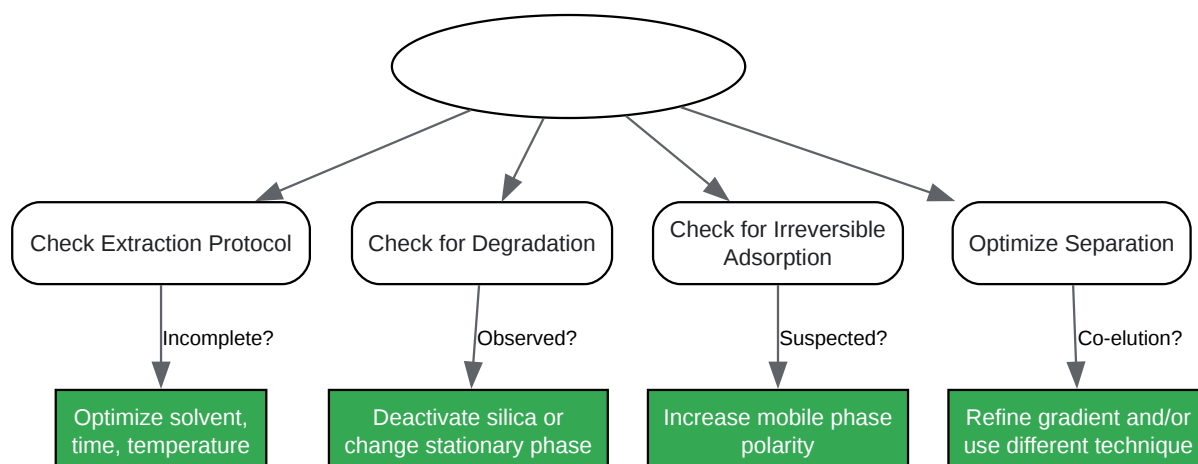 Check Extraction Protocol
Check for Degradation
Check for Irreversible
Adsorption
Optimize Separation
Incomplete?
Observed?
Suspected?
Co-elution?
Optimize solvent,
time, temperature
Deactivate silica or
change stationary phase
Increase mobile phase
polarity
Refine gradient and/or
use different technique